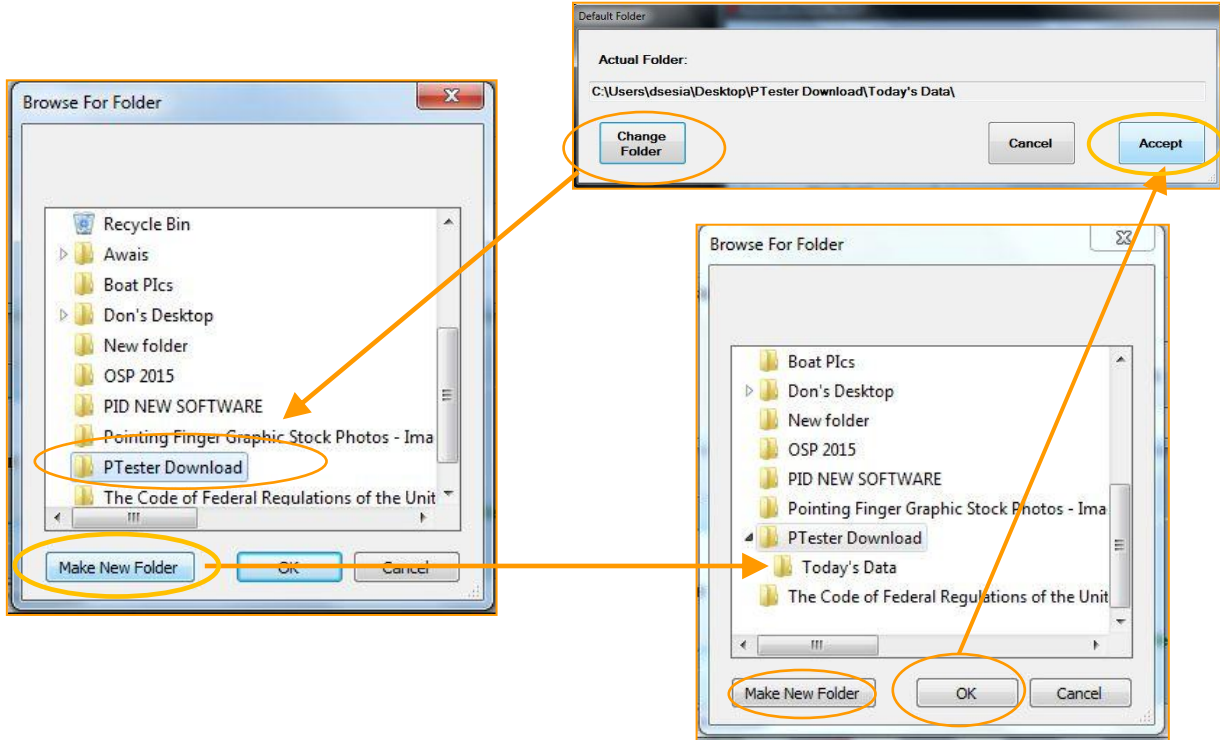 Default Folder
Actual Folder:
C:\Users\dsesia\Desktop\PTester Download\Today's Data\
Change
Folder
Cancel
Accept
Browse For Folder
Recycle Bin
Awais
Boat PIcs
Don's Desktop
New folder
OSP 2015
PID NEW SOFTWARE
Pointing Finger Graphic Stock Photos - Ima
PTester Download
The Code of Federal Regulations of the Unit
Make New Folder
OK
Cancel
Browse For Folder
Boat PIcs
Don's Desktop
New folder
OSP 2015
PID NEW SOFTWARE
Pointing Finger Graphic Stock Photos - Ima
PTester Download
Today's Data
The Code of Federal Regulations of the Unit
Make New Folder
OK
Cancel